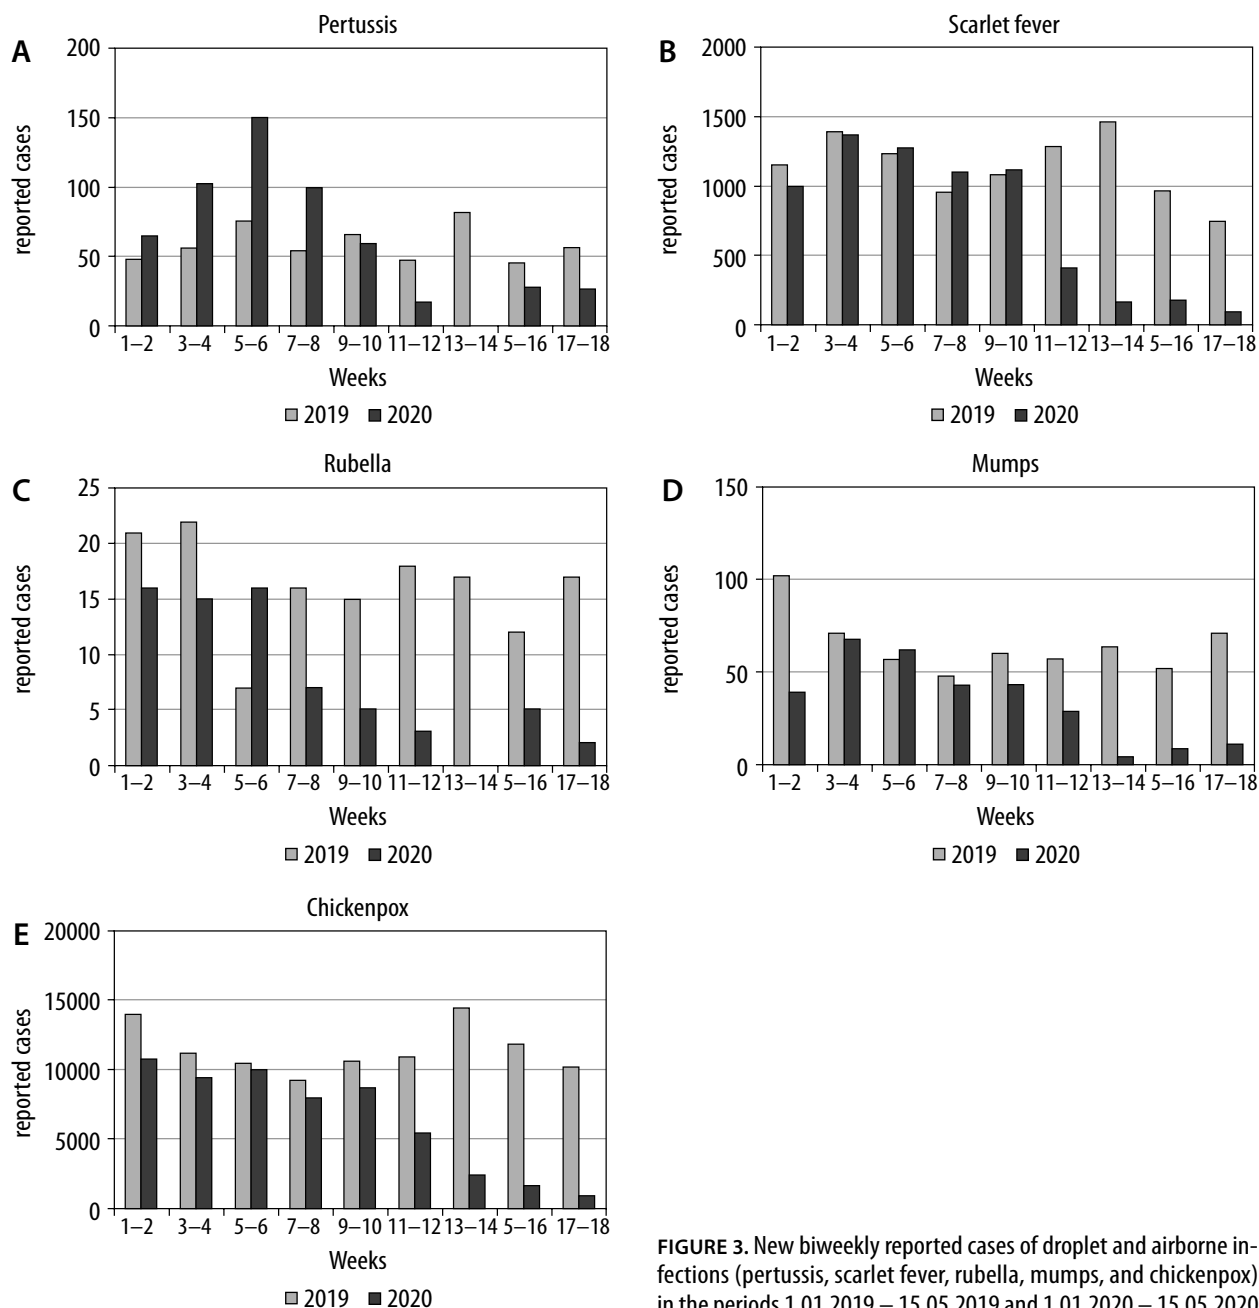 Pertussis
A
200
150
100
50
0
reported cases
1–2 3–4 5–6 7–8 9–10 11–12 13–14 5–16 17–18
Weeks
2019 2020
Scarlet fever
B
2000
1500
1000
500
0
reported cases
1–2 3–4 5–6 7–8 9–10 11–12 13–14 5–16 17–18
Weeks
2019 2020
Rubella
C
25
20
15
10
5
0
reported cases
1–2 3–4 5–6 7–8 9–10 11–12 13–14 5–16 17–18
Weeks
2019 2020
Mumps
D
150
100
50
0
reported cases
1–2 3–4 5–6 7–8 9–10 11–12 13–14 5–16 17–18
Weeks
2019 2020
Chickenpox
E
20000
15000
10000
5000
0
reported cases
1–2 3–4 5–6 7–8 9–10 11–12 13–14 5–16 17–18
Weeks
2019 2020
FIGURE 3. New biweekly reported cases of droplet and airborne in-
fections (pertussis, scarlet fever, rubella, mumps, and chickenpox)
in the periods 1.01.2019 – 15.05.2019 and 1.01.2020 – 15.05.2020